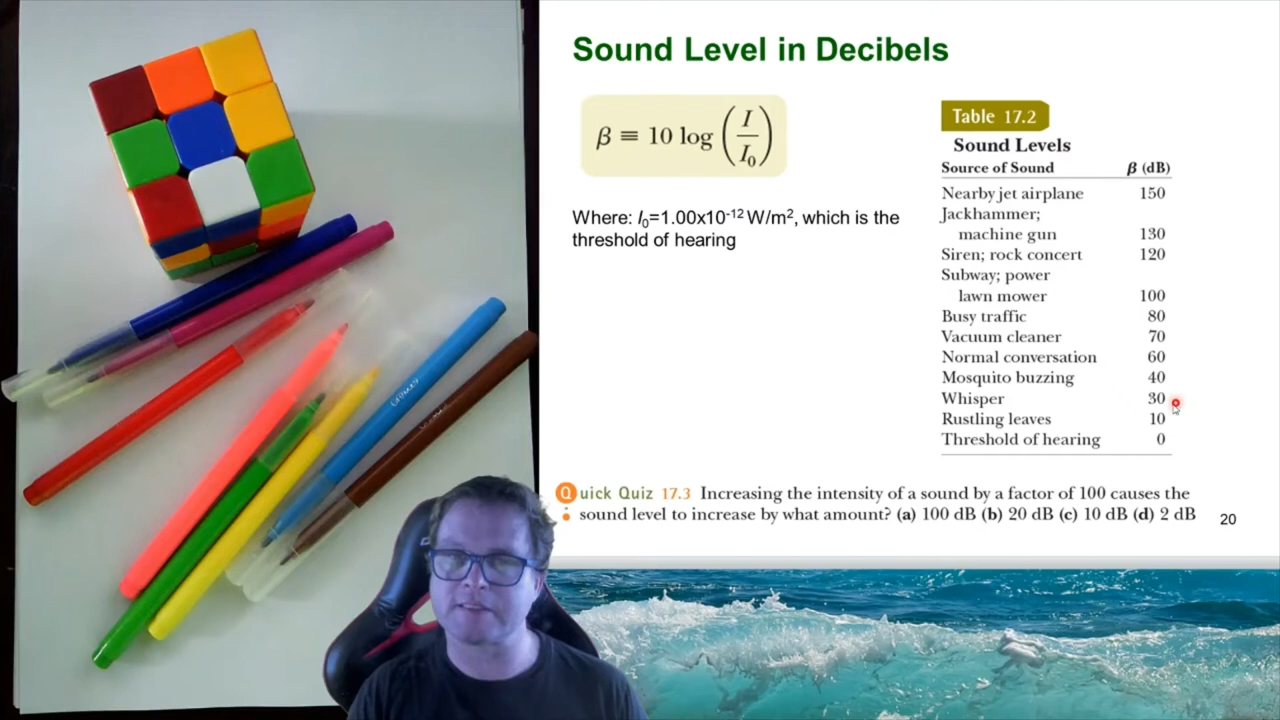 Sound Level in Decibels
β ≡ 10 log (I/I₀)
Where: I₀=1.00x10⁻¹² W/m², which is the
threshold of hearing
Table 17.2
Sound Levels
Source of Sound β (dB)
Nearby jet airplane 150
Jackhammer;
machine gun 130
Siren; rock concert 120
Subway; power
lawn mower 100
Busy traffic 80
Vacuum cleaner 70
Normal conversation 60
Mosquito buzzing 40
Whisper 30
Rustling leaves 10
Threshold of hearing 0
Quick Quiz 17.3 Increasing the intensity of a sound by a factor of 100 causes the
sound level to increase by what amount? (a) 100 dB (b) 20 dB (c) 10 dB (d) 2 dB
20